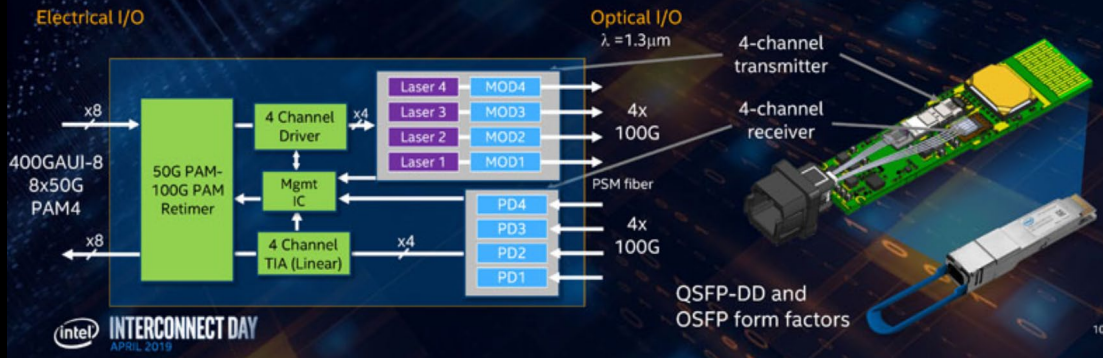 Electrical I/O
Optical I/O
λ =1.3μm
4-channel
transmitter
4-channel
receiver
x8
400GAUI-8
8x50G
PAM4
x8
50G PAM-
100G PAM
Retimer
4 Channel
Driver
x4
Mgmt
IC
4 Channel
TIA (Linear)
x4
Laser 4
MOD4
Laser 3
MOD3
Laser 2
MOD2
Laser 1
MOD1
4x
100G
PSM fiber
PD4
PD3
PD2
PD1
4x
100G
QSFP-DD and
OSFP form factors
intel
INTERCONNECT DAY
APRIL 2019
10